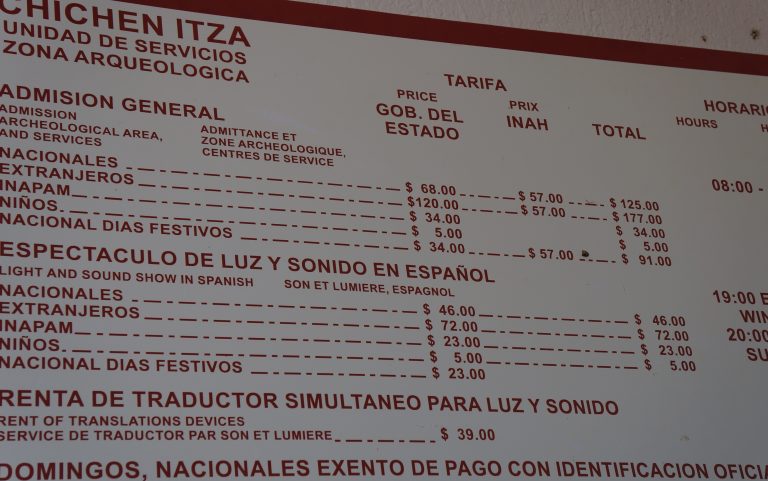 CHICHEN ITZA
UNIDAD DE SERVICIOS
ZONA ARQUEOLOGICA
TARIFA
PRICE PRIX HORARIO
GOB. DEL ESTADO INAH TOTAL HOURS
ADMISION GENERAL
ADMISSION
ARCHEOLOGICAL AREA,
AND SERVICES
ADMITTANCE ET
ZONE ARCHEOLOGIQUE,
CENTRES DE SERVICE
NACIONALES $ 68.00 $ 57.00 $ 125.00 08:00 -
EXTRANJEROS $120.00 $ 57.00 $ 177.00
INAPAM $ 34.00 $ 34.00
NIÑOS. $ 5.00 $ 5.00
NACIONAL DIAS FESTIVOS $ 34.00 $ 57.00 $ 91.00
ESPECTACULO DE LUZ Y SONIDO EN ESPAÑOL
LIGHT AND SOUND SHOW IN SPANISH SON ET LUMIERE, ESPAGNOL
NACIONALES $ 46.00 $ 46.00 19:00
EXTRANJEROS $ 72.00 $ 72.00
INAPAM $ 23.00 $ 23.00 20:00
NIÑOS. $ 5.00 $ 5.00
NACIONAL DIAS FESTIVOS $ 23.00
RENTA DE TRADUCTOR SIMULTANEO PARA LUZ Y SONIDO
RENT OF TRANSLATIONS DEVICES
SERVICE DE TRADUCTOR PAR SON ET LUMIERE $ 39.00
DOMINGOS, NACIONALES EXENTO DE PAGO CON IDENTIFICACION OFICIA